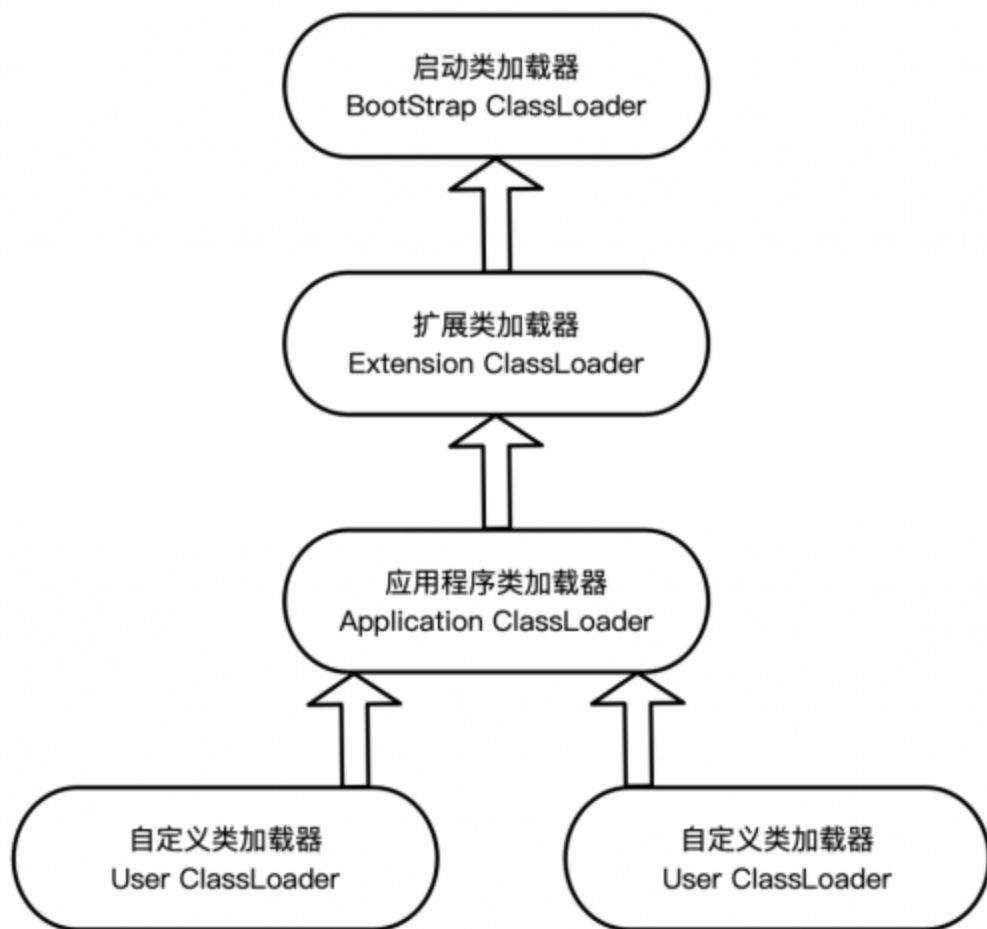 启动类加载器
BootStrap ClassLoader
扩展类加载器
Extension ClassLoader
应用程序类加载器
Application ClassLoader
自定义类加载器
User ClassLoader
自定义类加载器
User ClassLoader